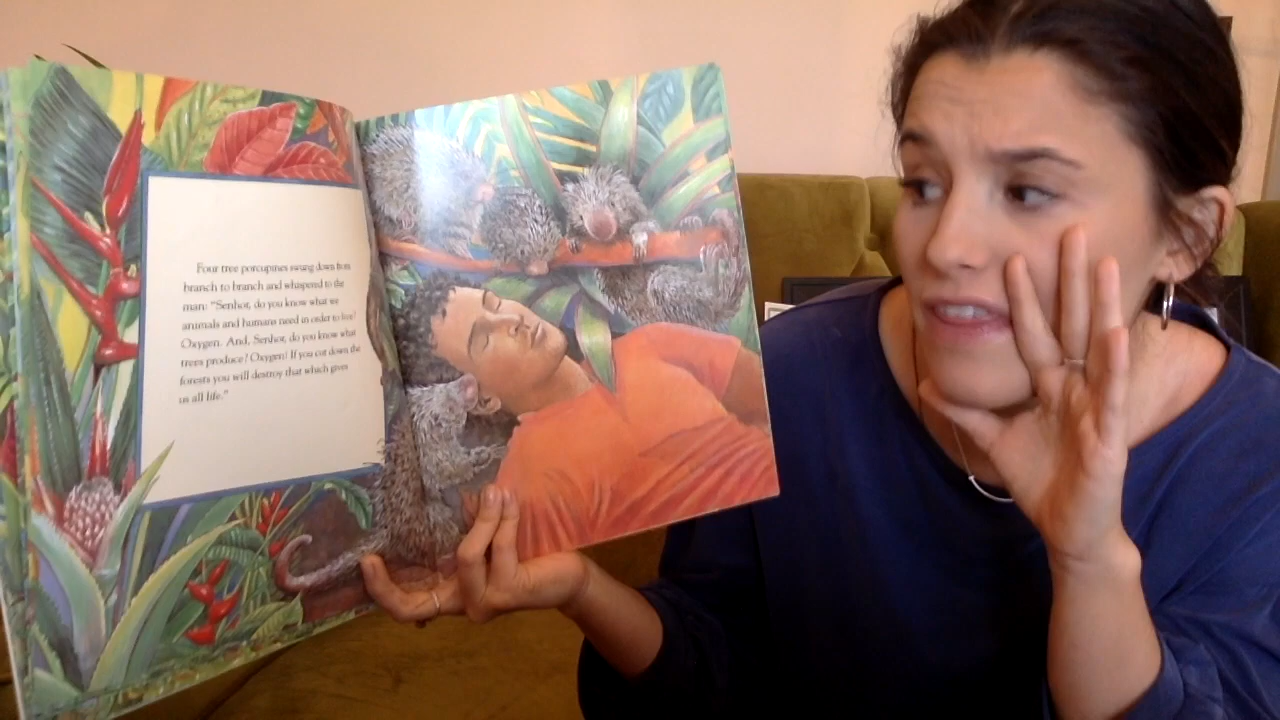 Four tree porcupines swung down from
branch to branch and whispered to the
man: "Senhor, do you know what we
animals and humans need in order to live?
Oxygen. And, Senhor, do you know what
trees produce? Oxygen! If you cut down the
forests you will destroy that which gives
us all life."